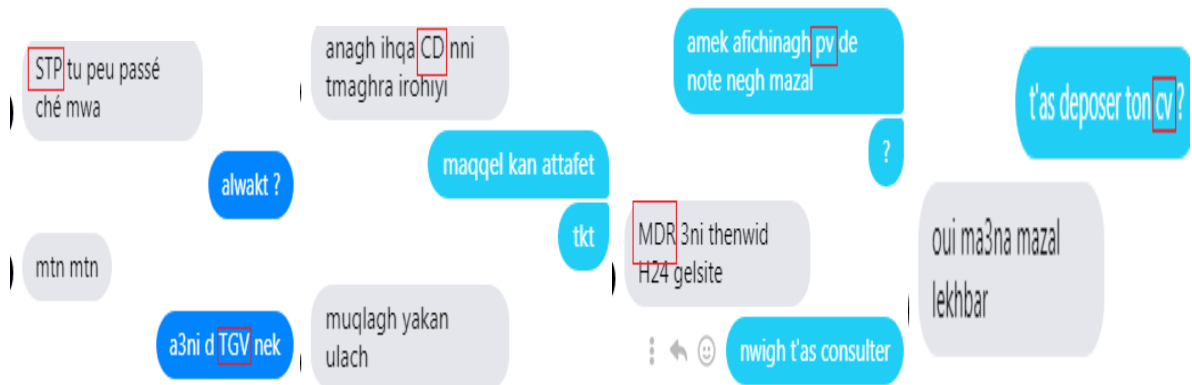 STP tu peu passé
ché mwa
alwakt ?
mtn mtn
a3ni d TGV nek
anagh ihqa CD nni
tmaghra irohiyi
maqqel kan attafet
tkt
muqlagh yakan
ulach
amek afichinagh pv de
note negh mazal
?
MDR 3ni thenwid
H24 gelsite
nwigh t'as consulter
t'as deposer ton cv ?
oui ma3na mazal
lekhbar